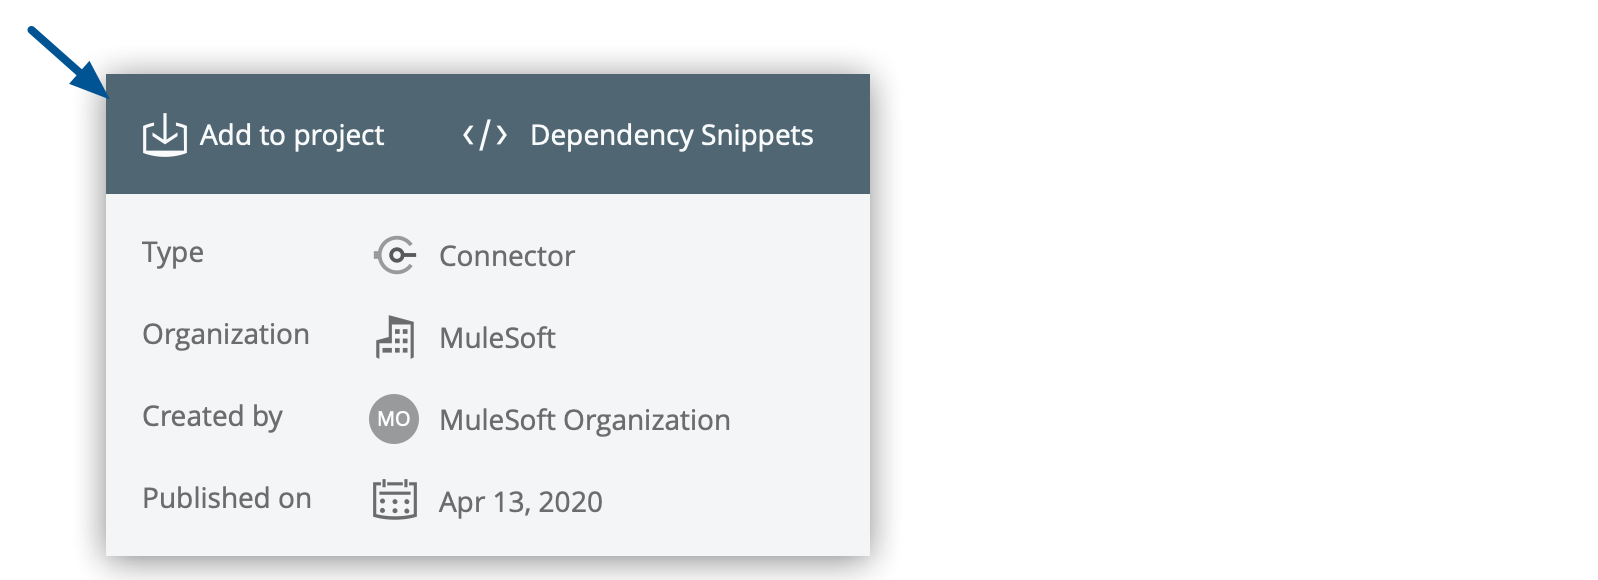 Add to project </> Dependency Snippets
Type Connector
Organization MuleSoft
Created by MO MuleSoft Organization
Published on Apr 13, 2020